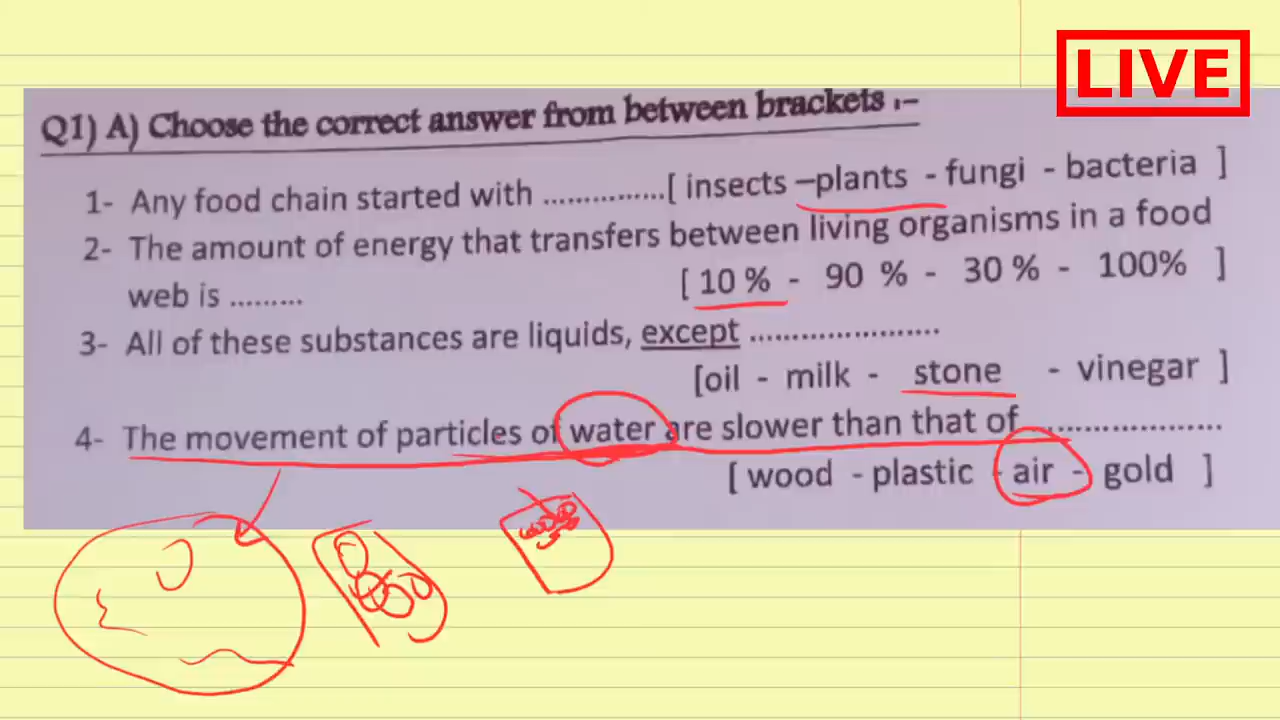 LIVE
Q1) A) Choose the correct answer from between brackets :-
1- Any food chain started with ...............[ insects –plants - fungi - bacteria ]
2- The amount of energy that transfers between living organisms in a food
web is ......... [ 10 % - 90 % - 30 % - 100% ]
3- All of these substances are liquids, except ......................
[oil - milk - stone - vinegar ]
4- The movement of particles of water are slower than that of .....................
[ wood - plastic - air - gold ]